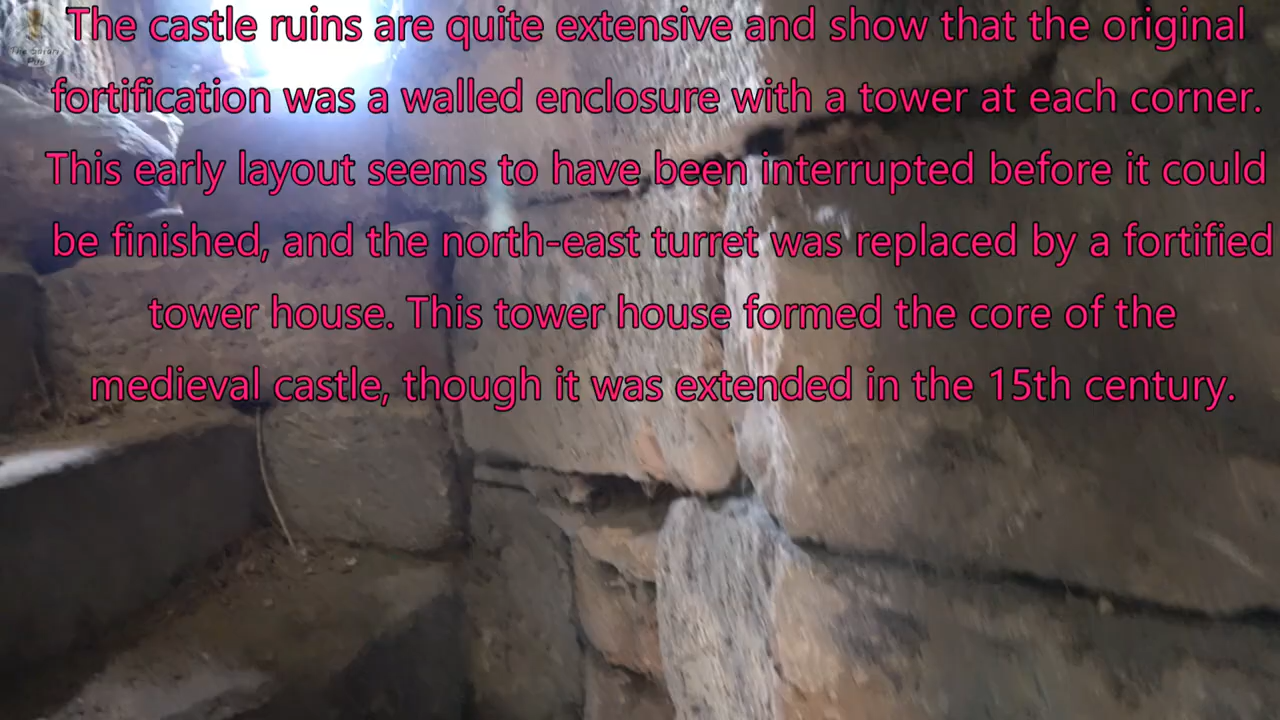 The castle ruins are quite extensive and show that the original
fortification was a walled enclosure with a tower at each corner.
This early layout seems to have been interrupted before it could
be finished, and the north-east turret was replaced by a fortified
tower house. This tower house formed the core of the
medieval castle, though it was extended in the 15th century.
The Safari